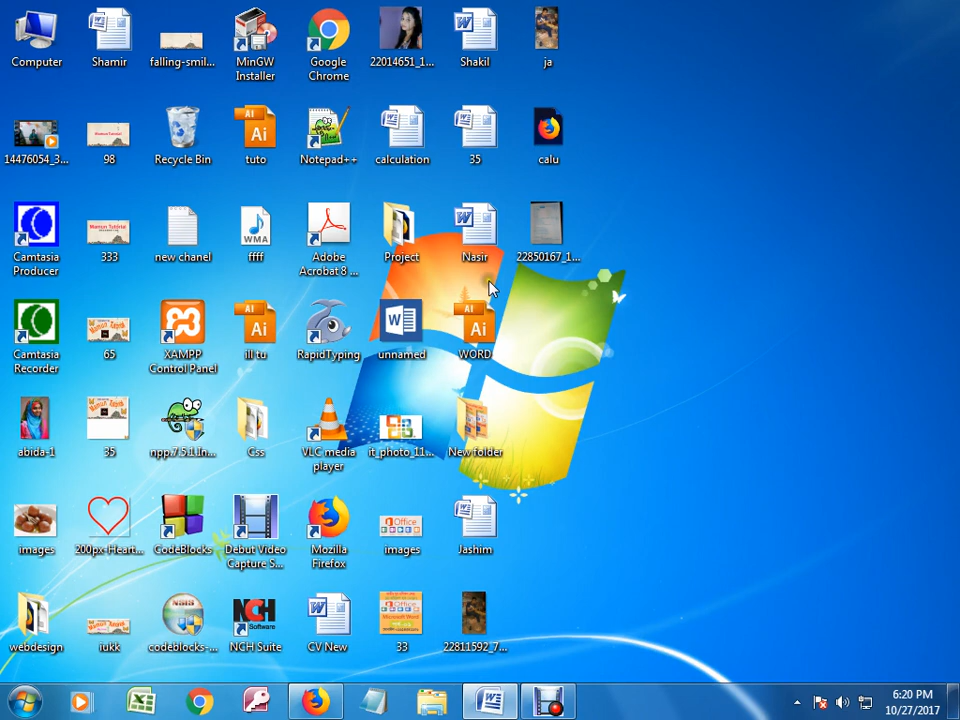 Computer
Shamir
falling-smil...
MinGW
Installer
Google
Chrome
22014651_1...
Shakil
ja
14476054_3...
98
Recycle Bin
tuto
Notepad++
calculation
35
calu
Camtasia
Producer
333
new chanel
ffff
Adobe
Acrobat 8 ...
Project
Nasir
22850167_1...
Camtasia
Recorder
65
XAMPP
Control Panel
ill tu
RapidTyping
unnamed
WORD
abida-1
35
npp.7.5.1.In...
Css
VLC media
player
it_photo_11...
New folder
images
200px-Heart...
CodeBlocks
Debut Video
Capture S...
Mozilla
Firefox
images
Jashim
webdesign
iukk
codeblocks-...
NCH Suite
CV New
33
22811592_7...
6:20 PM
10/27/2017